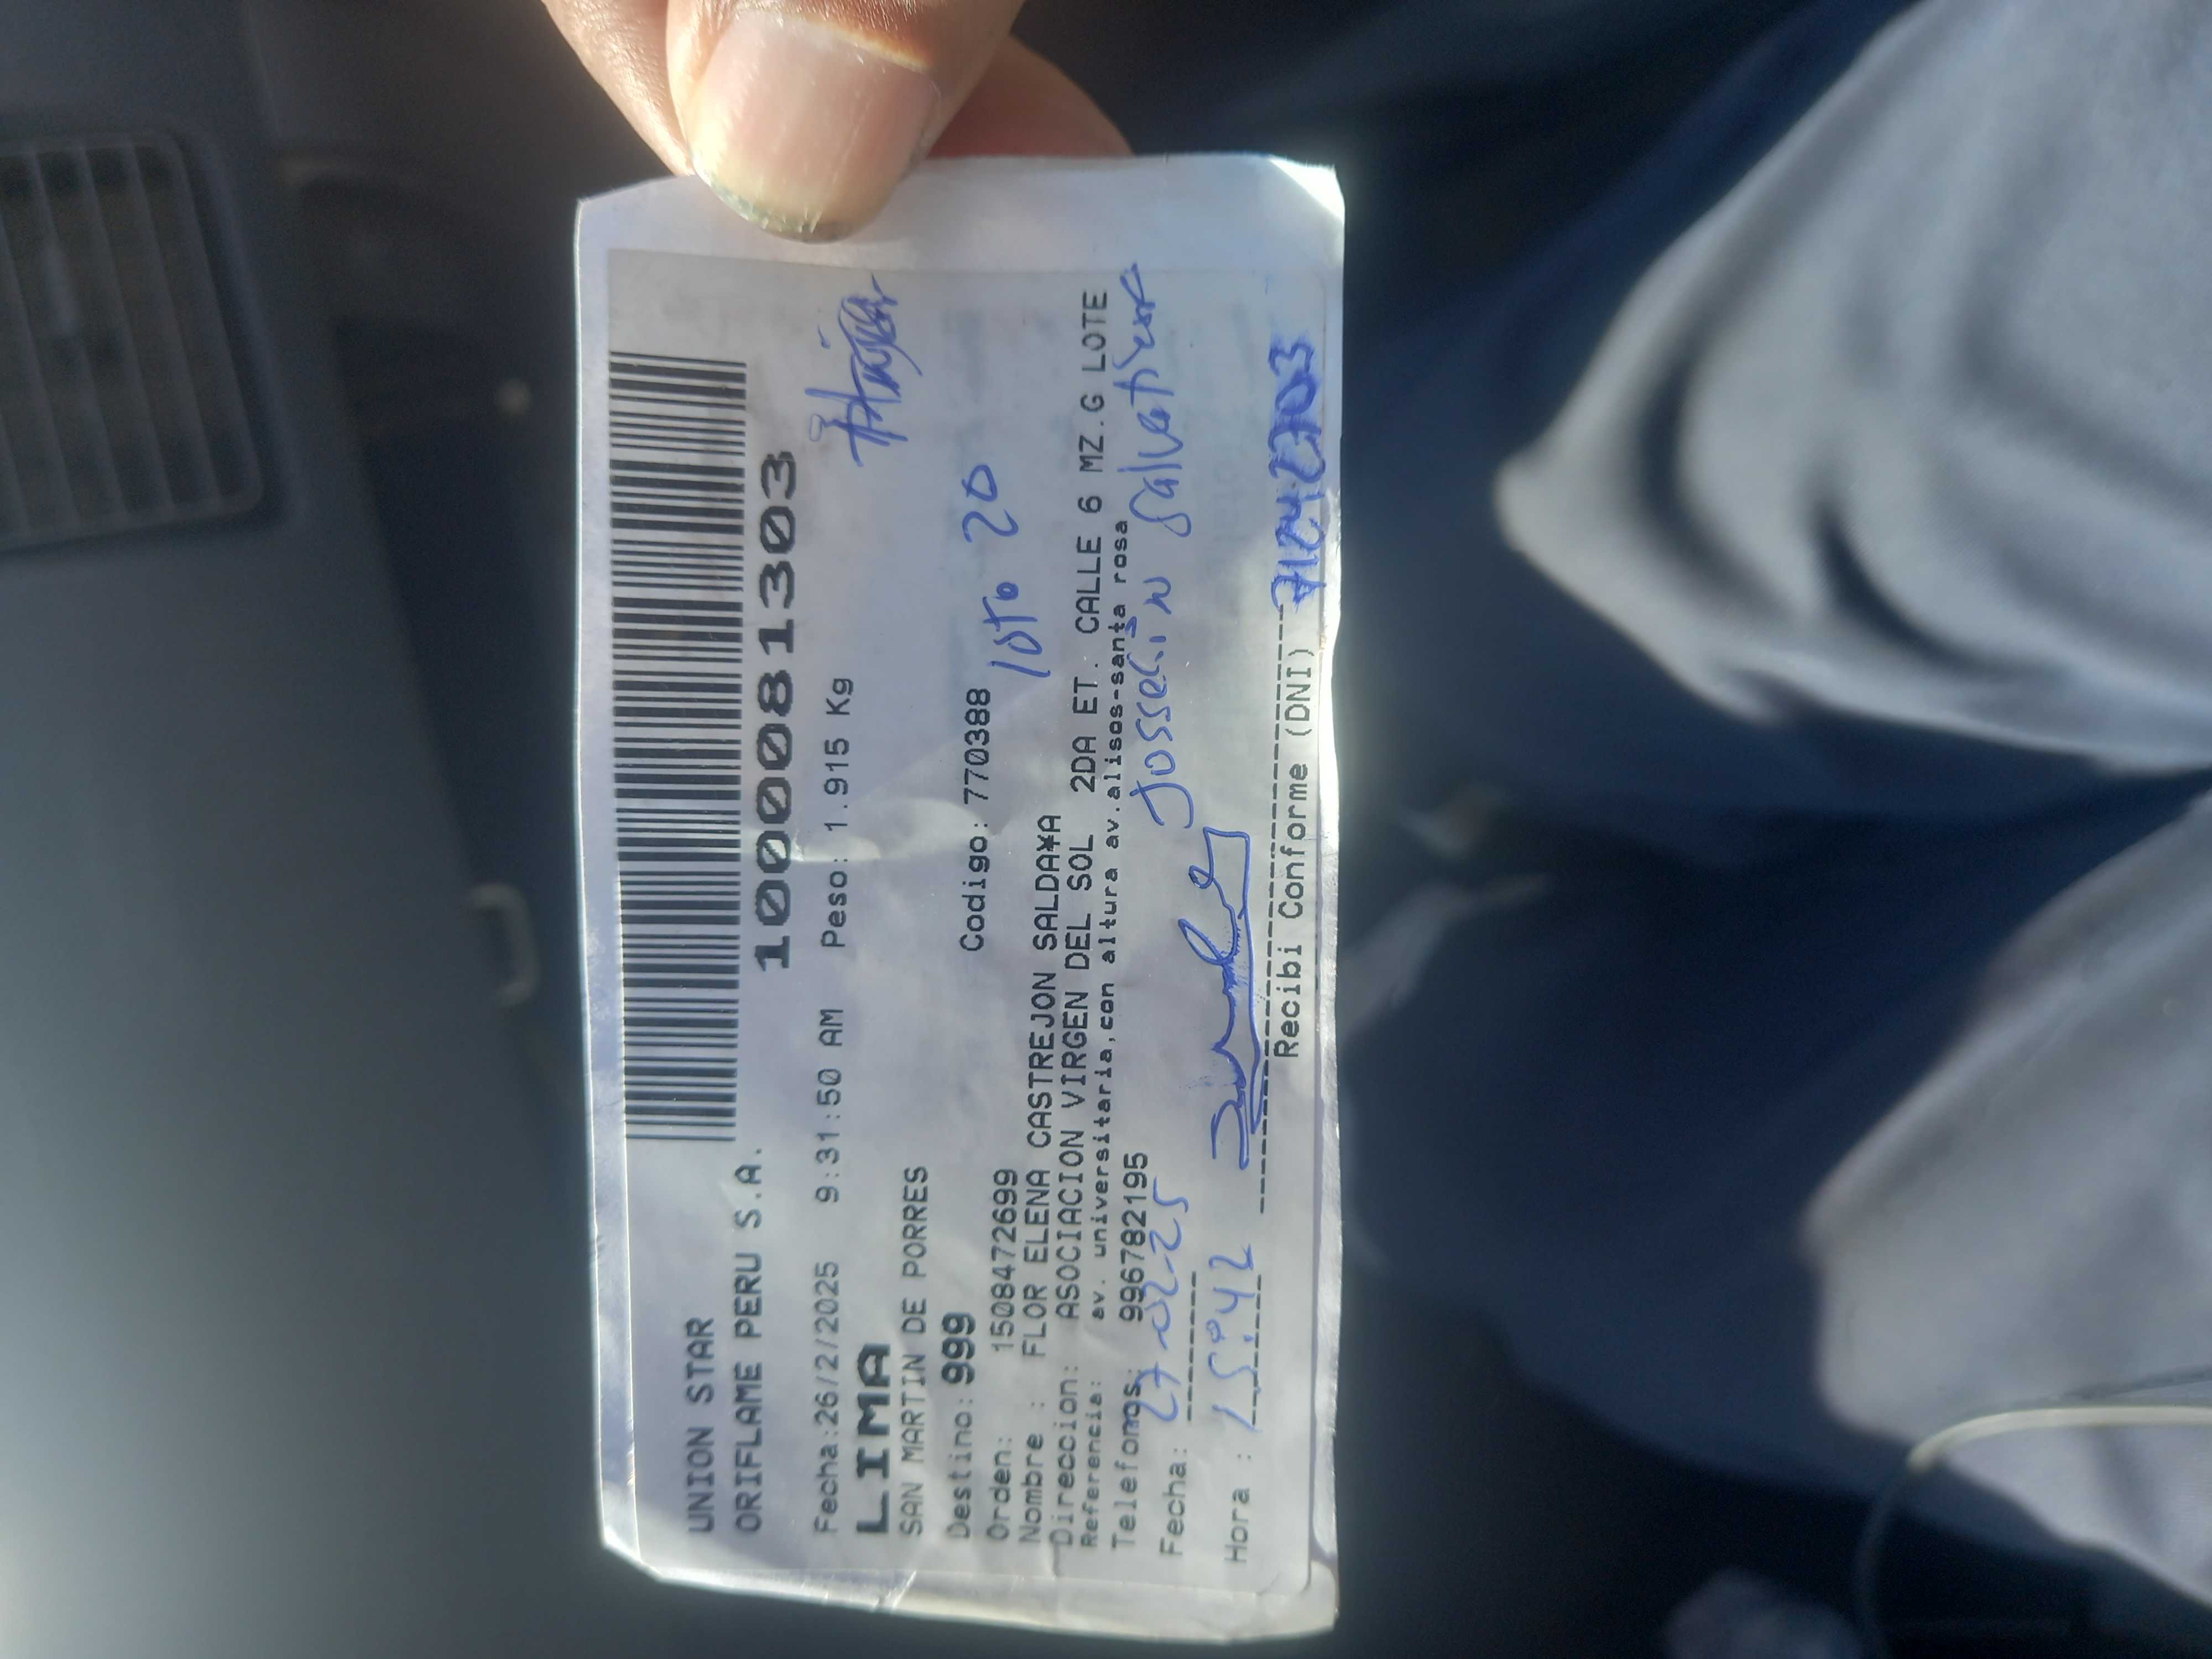 UNION STAR
ORIFLAME PERU S.A.
1000081303
Fecha:26/2/2025 9:31:50 AM Peso: 1.915 Kg
LIMA
SAN MARTIN DE PORRES
Destino: 999 Codigo: 770388
lote 20
Orden: 1508472699
Nombre : FLOR ELENA CASTREJON SALDA¥A
Direccion: ASOCIACION VIRGEN DEL SOL 2DA ET. CALLE 6 MZ.G LOTE
Referencia: av. universitaria,con altura av.alisos-santa rosa
Telefonos: 996782195
Josselin Salvatierra
Fecha: 27-02-25
Hora : 15:42
Recibi Conforme (DNI) 71242703